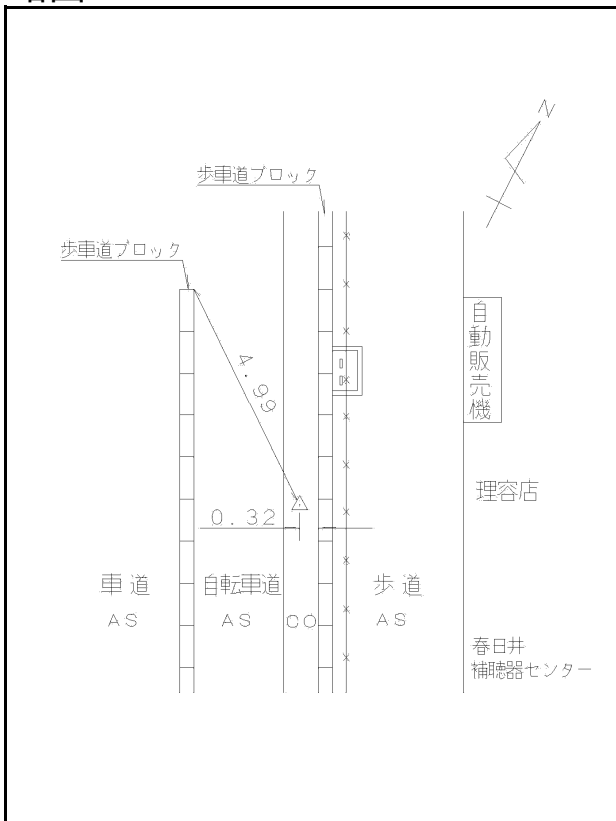 N
歩車道ブロック
歩車道ブロック
自動販売機
4.99
理容店
0.32
車道
自転車道
歩道
AS
AS
CO
AS
春日井
補聴器センター